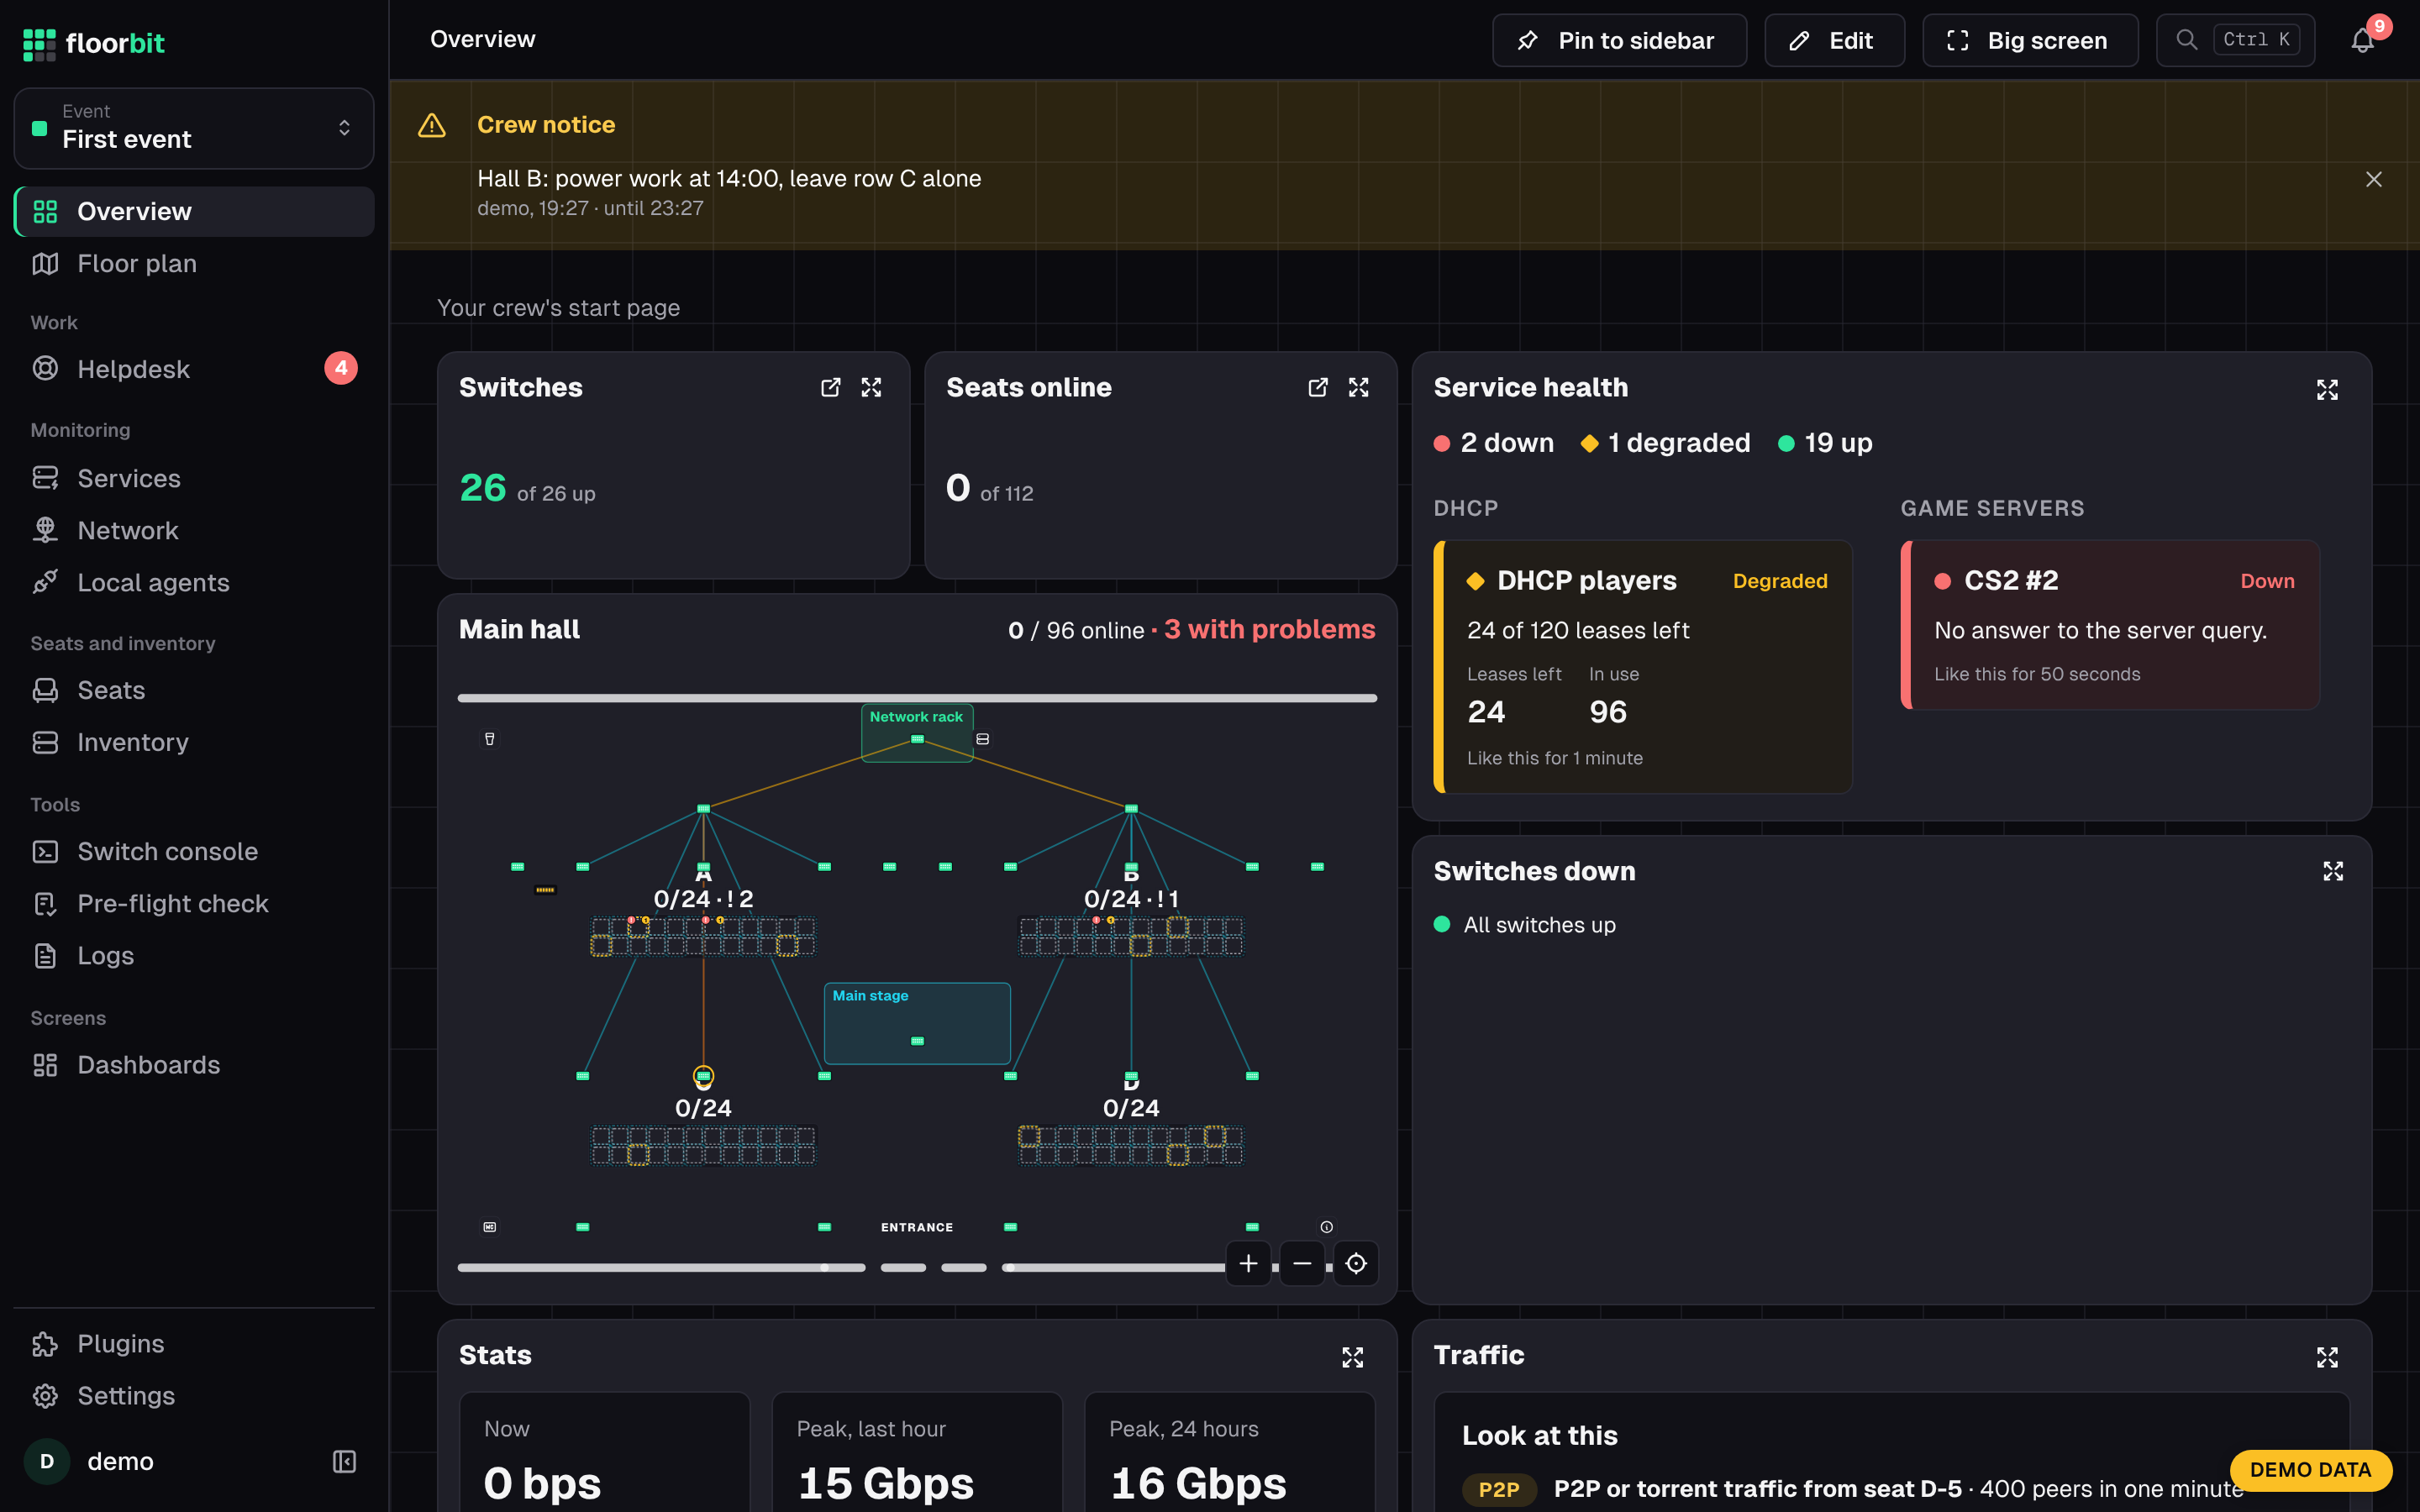 floorbit
Event
First event
Overview
Floor plan
Work
Helpdesk
4
Monitoring
Services
Network
Local agents
Seats and inventory
Seats
Inventory
Tools
Switch console
Pre-flight check
Logs
Screens
Dashboards
Plugins
Settings
D
demo
Overview
Pin to sidebar
Edit
Big screen
Ctrl K
9
Crew notice
Hall B: power work at 14:00, leave row C alone
demo, 19:27 · until 23:27
Your crew's start page
Switches
26 of 26 up
Seats online
0 of 112
Service health
2 down
1 degraded
19 up
DHCP
DHCP players
Degraded
24 of 120 leases left
Leases left
In use
24
96
Like this for 1 minute
GAME SERVERS
CS2 #2
Down
No answer to the server query.
Like this for 50 seconds
Main hall
0 / 96 online · 3 with problems
Network rack
A
0/24 · ! 2
B
0/24 · ! 1
Main stage
0/24
D
0/24
WC
ENTRANCE
Switches down
All switches up
Stats
Now
0 bps
Peak, last hour
15 Gbps
Peak, 24 hours
16 Gbps
Traffic
Look at this
P2P
P2P or torrent traffic from seat D-5 · 400 peers in one minute
DEMO DATA